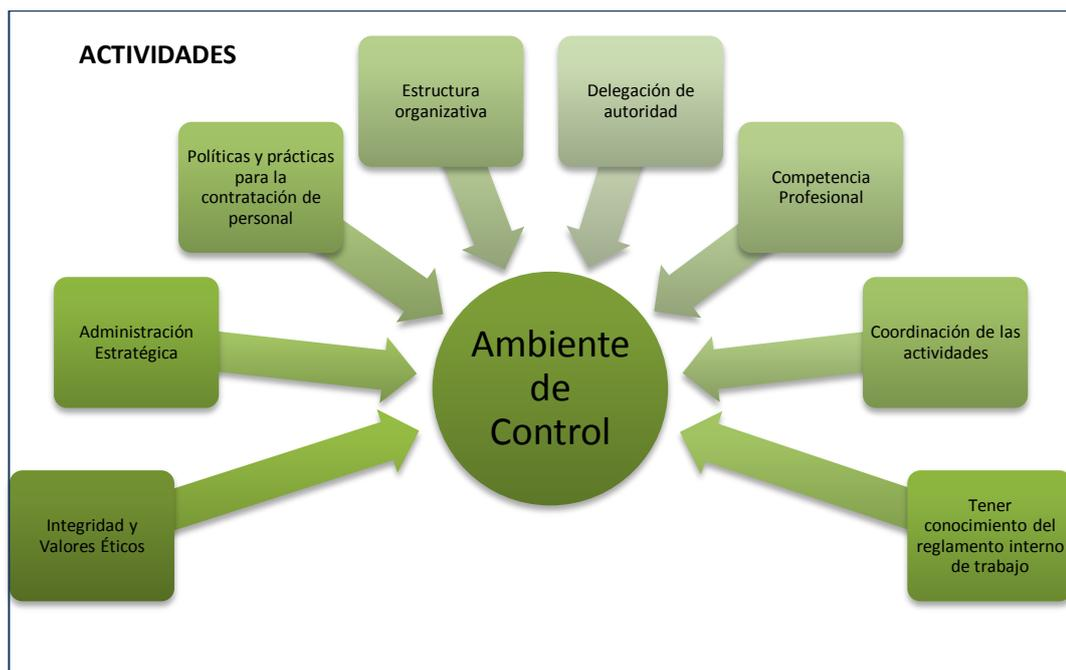 ACTIVIDADES
Integridad y
Valores Éticos
Administración
Estratégica
Políticas y prácticas
para la
contratación de
personal
Estructura
organizativa
Delegación de
autoridad
Competencia
Profesional
Coordinación de las
actividades
Tener
conocimiento del
reglamento interno
de trabajo
Ambiente
de
Control